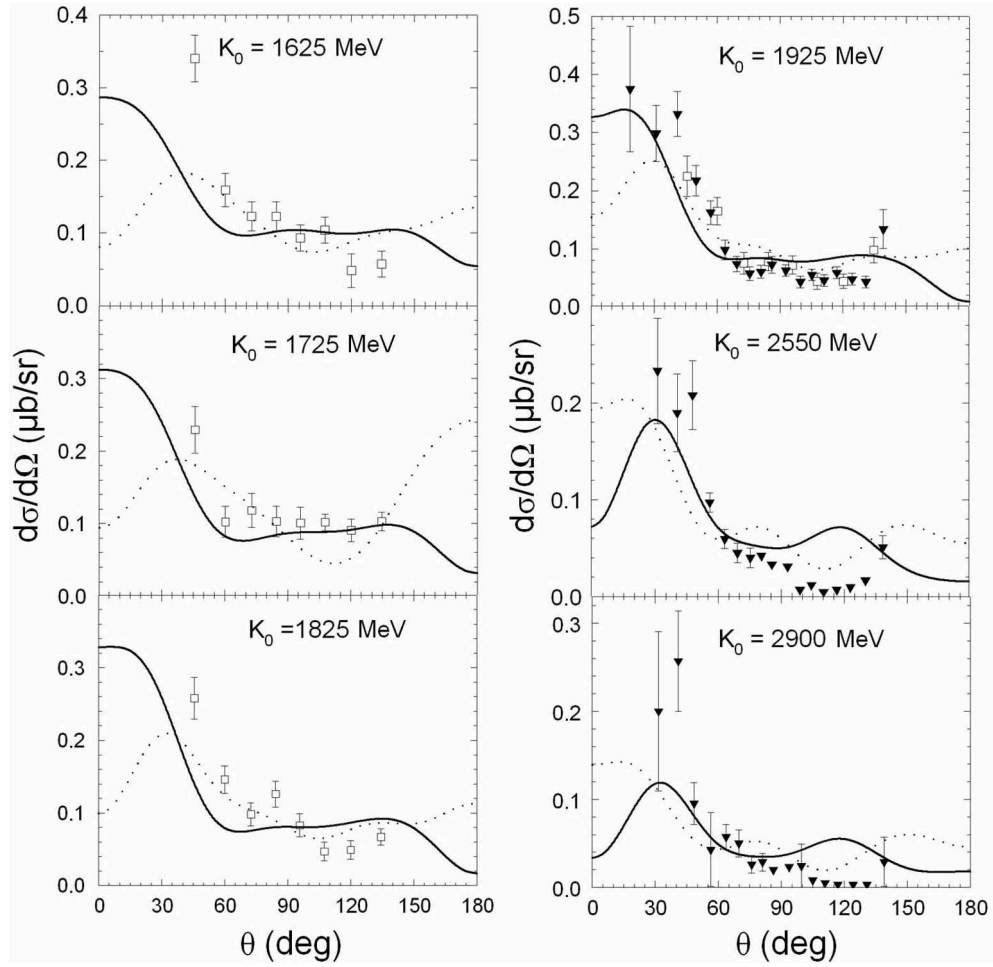 0.4
K₀ = 1625 MeV
0.3
0.2
0.1
0.0
K₀ = 1725 MeV
0.3
0.2
0.1
0.0
K₀ =1825 MeV
0.3
0.2
0.1
0.0
0 30 60 90 120 150 180
θ (deg)
dσ/dΩ (μb/sr)
0.5
K₀ = 1925 MeV
0.4
0.3
0.2
0.1
0.0
K₀ = 2550 MeV
0.2
0.1
0.0
K₀ = 2900 MeV
0.3
0.2
0.1
0.0
0 30 60 90 120 150 180
θ (deg)
dσ/dΩ (μb/sr)